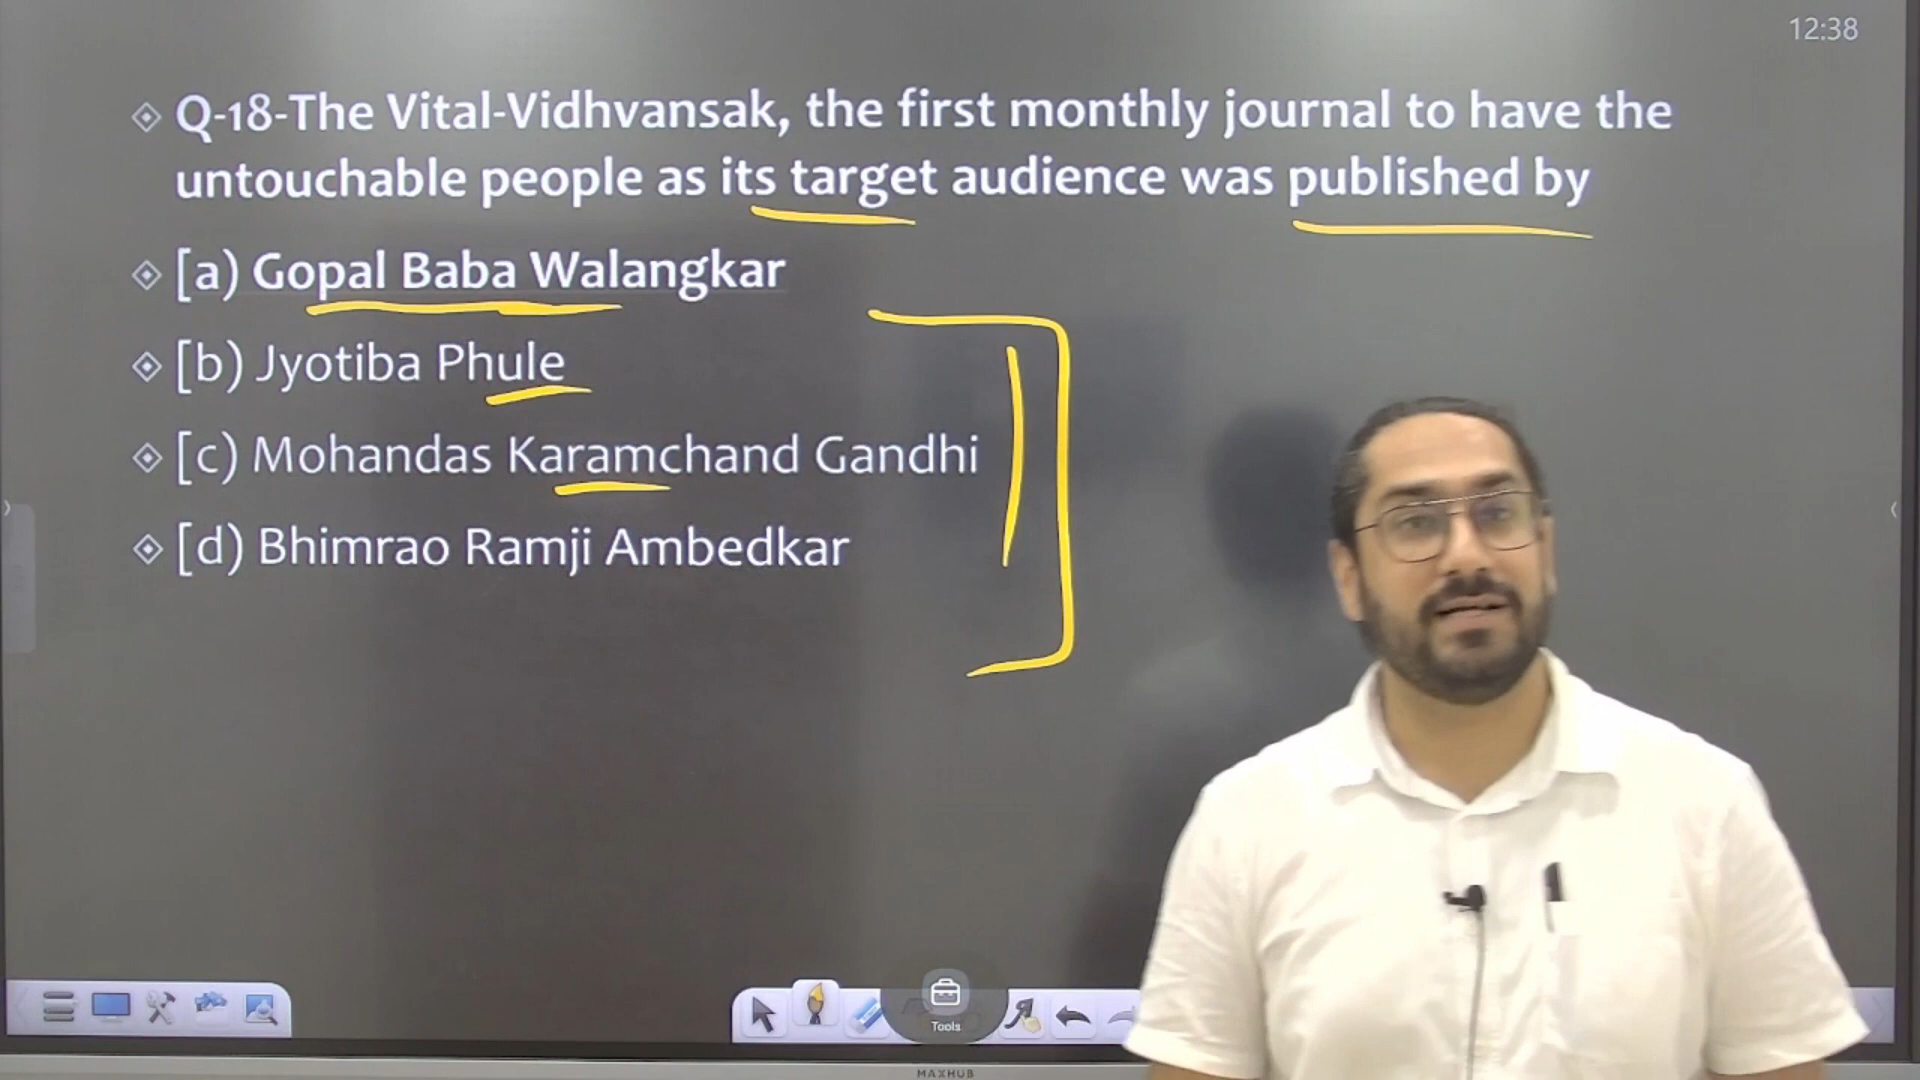 12:38
Q-18-The Vital-Vidhvansak, the first monthly journal to have the
untouchable people as its target audience was published by
[a) Gopal Baba Walangkar
[b) Jyotiba Phule
[c) Mohandas Karamchand Gandhi
[d) Bhimrao Ramji Ambedkar
Tools
MAXHUB